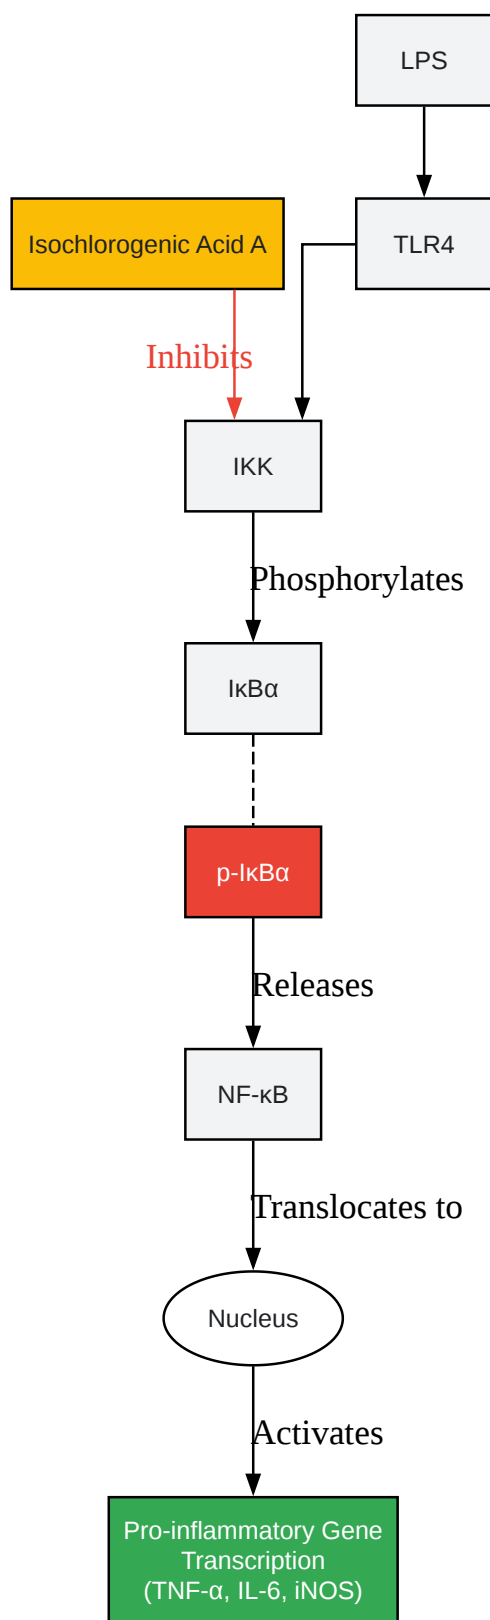 LPS
Isochlorogenic Acid A
TLR4
Inhibits
IKK
Phosphorylates
IκBα
p-IκBα
Releases
NF-κB
Translocates to
Nucleus
Activates
Pro-inflammatory Gene
Transcription
(TNF-α, IL-6, iNOS)